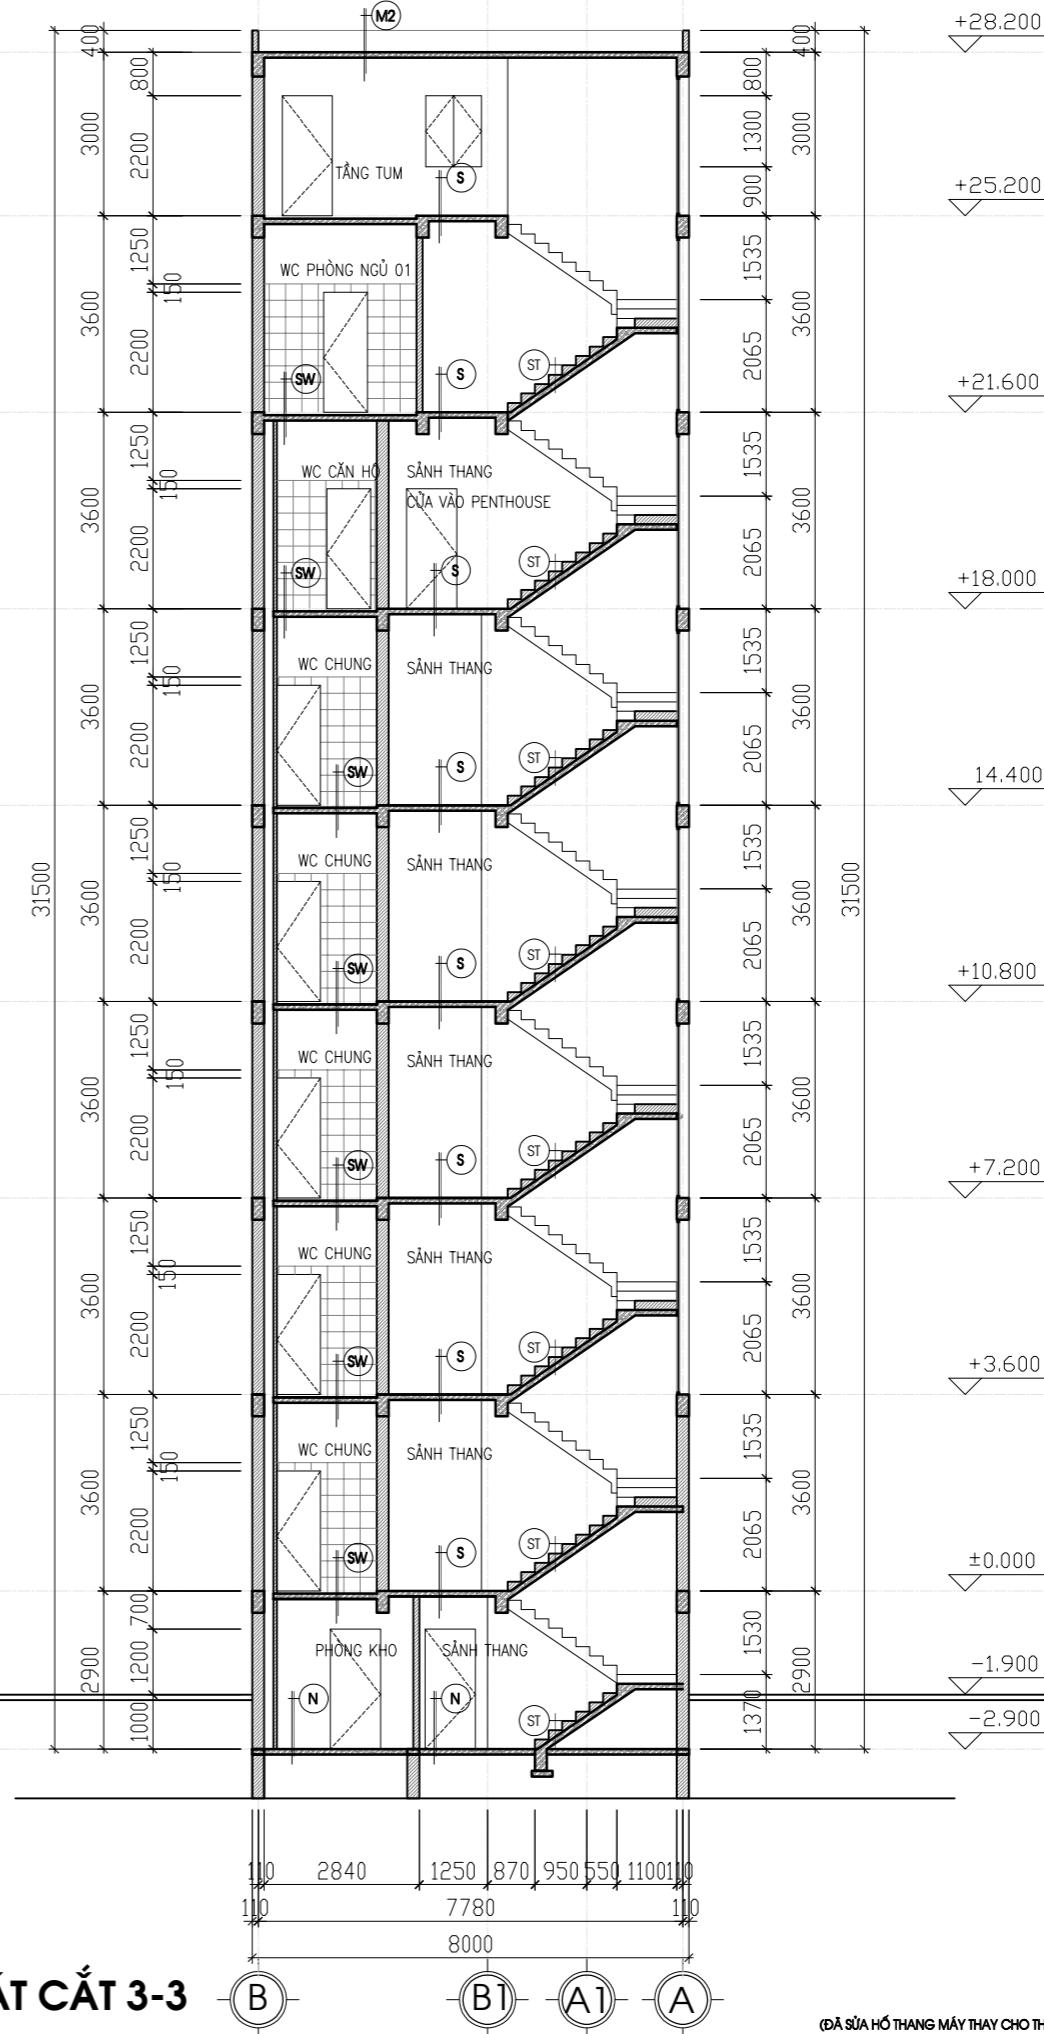 M2
+28.200
400
400
800
800
3000
2200
1300
3000
TẦNG TUM
S
900
+25.200
1250
WC PHÒNG NGỦ 01
1535
150
3600
3600
2200
SW
S
ST
2065
+21.600
1250
WC CĂN HỘ
SẢNH THANG
1535
150
CỬA VÀO PENTHOUSE
3600
3600
2200
SW
S
ST
2065
+18.000
1250
WC CHUNG
SẢNH THANG
1535
150
3600
3600
2200
SW
S
ST
2065
14.400
1250
WC CHUNG
SẢNH THANG
1535
150
31500
3600
3600
31500
2200
SW
S
ST
2065
+10.800
1250
WC CHUNG
SẢNH THANG
1535
150
3600
3600
2200
SW
S
ST
2065
+7.200
1250
WC CHUNG
SẢNH THANG
1535
150
3600
3600
2200
SW
S
ST
2065
+3.600
1250
WC CHUNG
SẢNH THANG
1535
150
3600
3600
2200
SW
S
ST
2065
±0.000
700
PHÒNG KHO
SẢNH THANG
1530
2900
1200
2900
-1.900
N
N
ST
1000
1370
-2.900
110 2840 1250 870 950 550 1100 110
110 7780 110
8000
ẮT CẮT 3-3
B B1 A1 A
(ĐÃ SỬA HỐ THANG MÁY THAY CHO TH